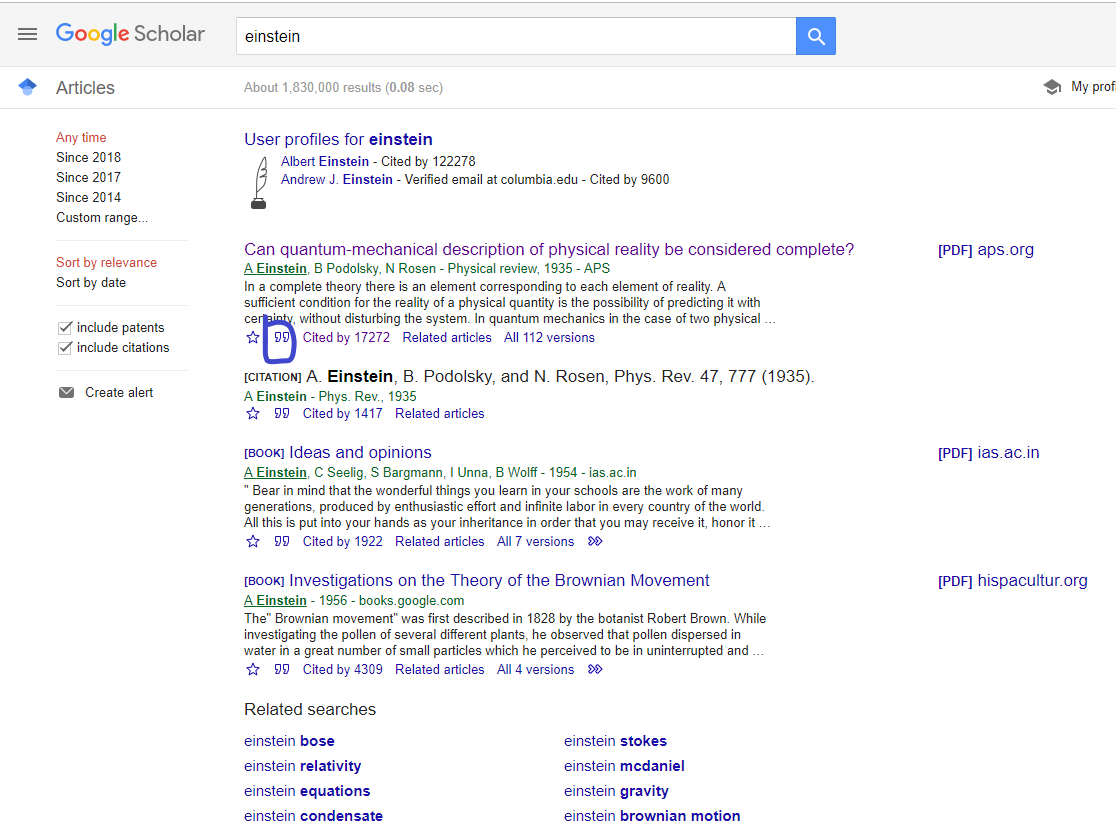 Google Scholar
einstein
Articles
About 1,830,000 results (0.08 sec)
My prof
Any time
Since 2018
Since 2017
Since 2014
Custom range...
Sort by relevance
Sort by date
include patents
include citations
Create alert
User profiles for einstein
Albert Einstein - Cited by 122278
Andrew J. Einstein - Verified email at columbia.edu - Cited by 9600
Can quantum-mechanical description of physical reality be considered complete?
[PDF] aps.org
A Einstein, B Podolsky, N Rosen - Physical review, 1935 - APS
In a complete theory there is an element corresponding to each element of reality. A
sufficient condition for the reality of a physical quantity is the possibility of predicting it with
certainty, without disturbing the system. In quantum mechanics in the case of two physical …
Cited by 17272 Related articles All 112 versions
[CITATION] A. Einstein, B. Podolsky, and N. Rosen, Phys. Rev. 47, 777 (1935).
A Einstein - Phys. Rev., 1935
Cited by 1417 Related articles
[BOOK] Ideas and opinions
[PDF] ias.ac.in
A Einstein, C Seelig, S Bargmann, I Unna, B Wolff - 1954 - ias.ac.in
" Bear in mind that the wonderful things you learn in your schools are the work of many
generations, produced by enthusiastic effort and infinite labor in every country of the world.
All this is put into your hands as your inheritance in order that you may receive it, honor it …
Cited by 1922 Related articles All 7 versions
[BOOK] Investigations on the Theory of the Brownian Movement
[PDF] hispacultur.org
A Einstein - 1956 - books.google.com
The" Brownian movement" was first described in 1828 by the botanist Robert Brown. While
investigating the pollen of several different plants, he observed that pollen dispersed in
water in a great number of small particles which he perceived to be in uninterrupted and …
Cited by 4309 Related articles All 4 versions
Related searches
einstein bose
einstein stokes
einstein relativity
einstein mcdaniel
einstein equations
einstein gravity
einstein condensate
einstein brownian motion